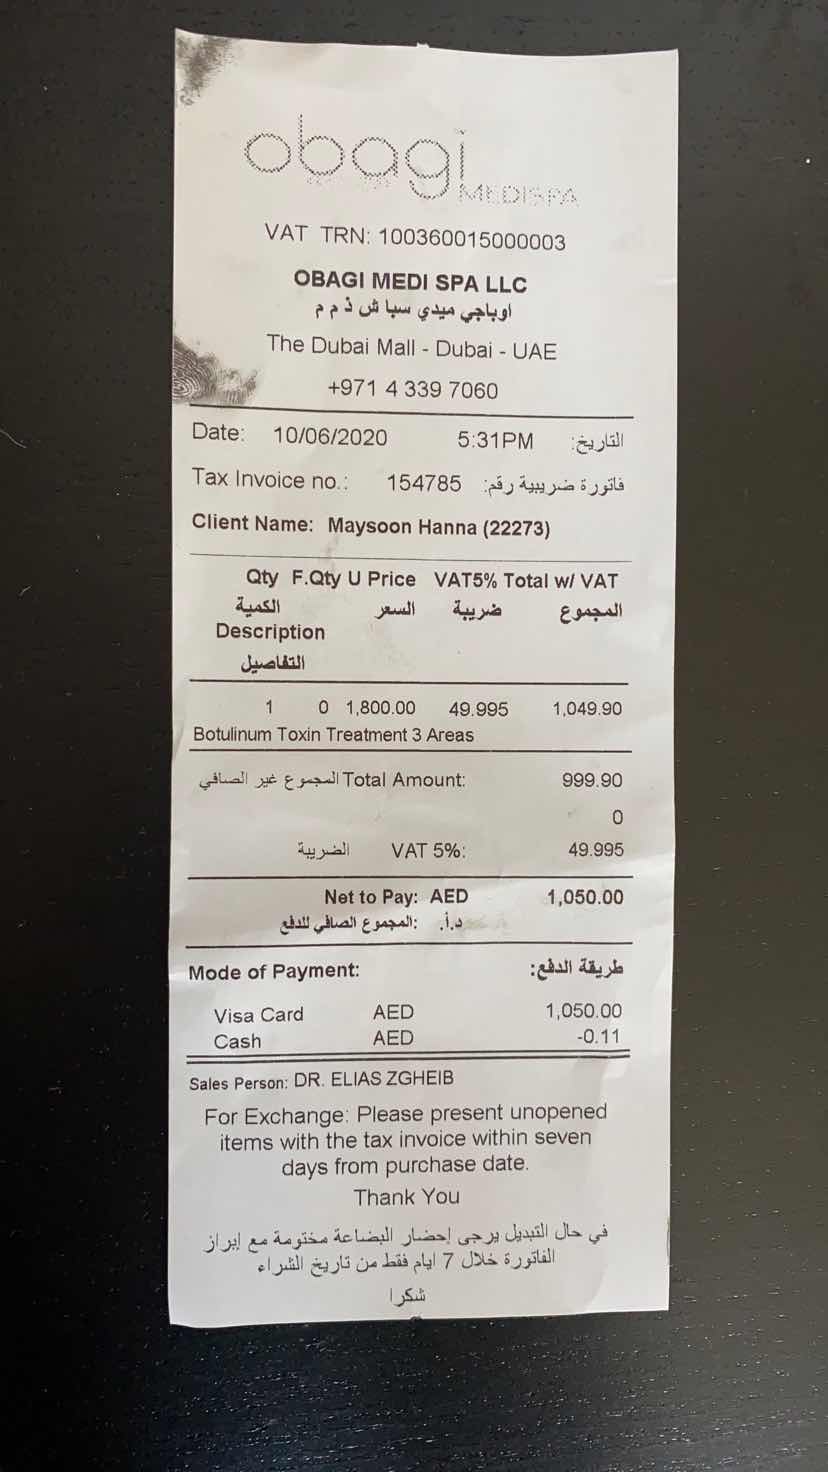 obagi
MEDISPA
VAT TRN: 100360015000003
OBAGI MEDI SPA LLC
اوباجي ميدي سبا ش ذ م م
The Dubai Mall - Dubai - UAE
+971 4 339 7060
Date: 10/06/2020 5:31PM التاريخ:
Tax Invoice no.: 154785 فاتورة ضريبية رقم:
Client Name: Maysoon Hanna (22273)
Qty F.Qty U Price VAT5% Total w/ VAT
الكمية السعر ضريبة المجموع
Description
التفاصيل
1 0 1,800.00 49.995 1,049.90
Botulinum Toxin Treatment 3 Areas
المجموع غير الصافي Total Amount: 999.90
0
الضريبة VAT 5%: 49.995
Net to Pay: AED 1,050.00
المجموع الصافي للدفع: د.أ.
Mode of Payment: طريقة الدفع:
Visa Card AED 1,050.00
Cash AED -0.11
Sales Person: DR. ELIAS ZGHEIB
For Exchange: Please present unopened
items with the tax invoice within seven
days from purchase date.
Thank You
في حال التبديل يرجى إحضار البضاعة مختومة مع إبراز
الفاتورة خلال 7 ايام فقط من تاريخ الشراء
شكرا